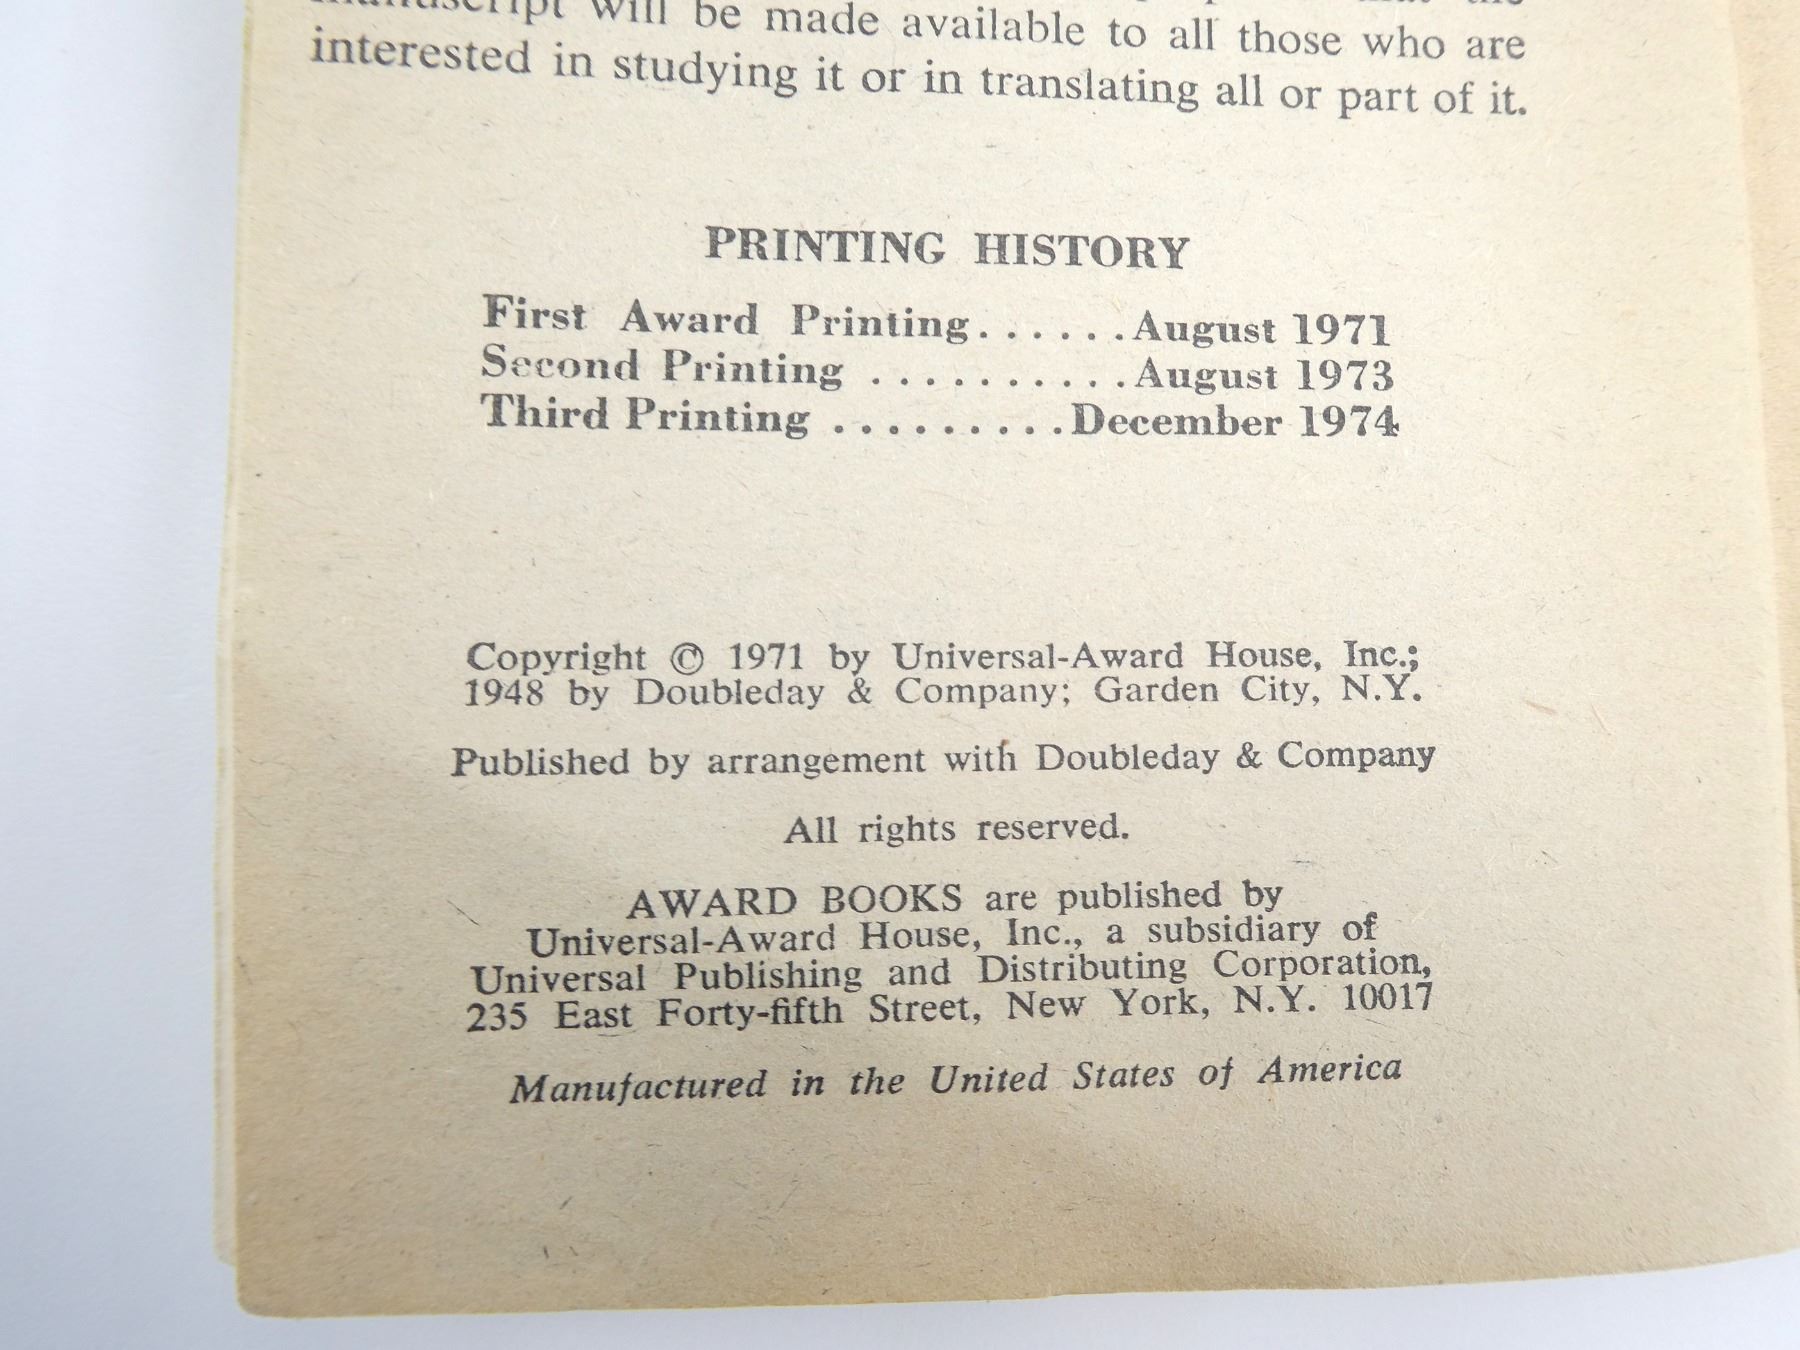 manuscript will be made available to all those who are
interested in studying it or in translating all or part of it.
PRINTING HISTORY
First Award Printing......August 1971
Second Printing ..........August 1973
Third Printing .........December 1974
Copyright © 1971 by Universal-Award House, Inc.;
1948 by Doubleday & Company; Garden City, N.Y.
Published by arrangement with Doubleday & Company
All rights reserved.
AWARD BOOKS are published by
Universal-Award House, Inc., a subsidiary of
Universal Publishing and Distributing Corporation,
235 East Forty-fifth Street, New York, N.Y. 10017
Manufactured in the United States of America